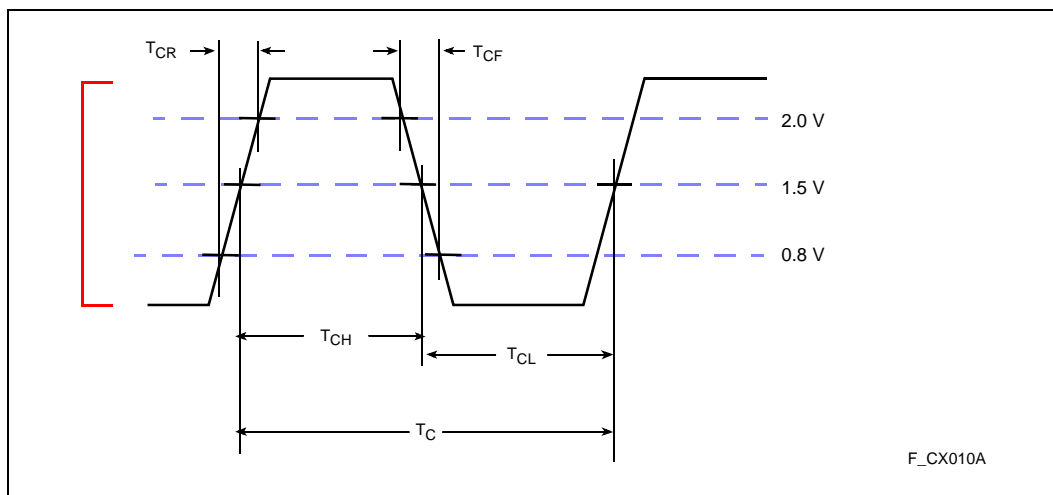 TCR
TCF
2.0 V
1.5 V
0.8 V
TCH
TCL
TC
F_CX010A